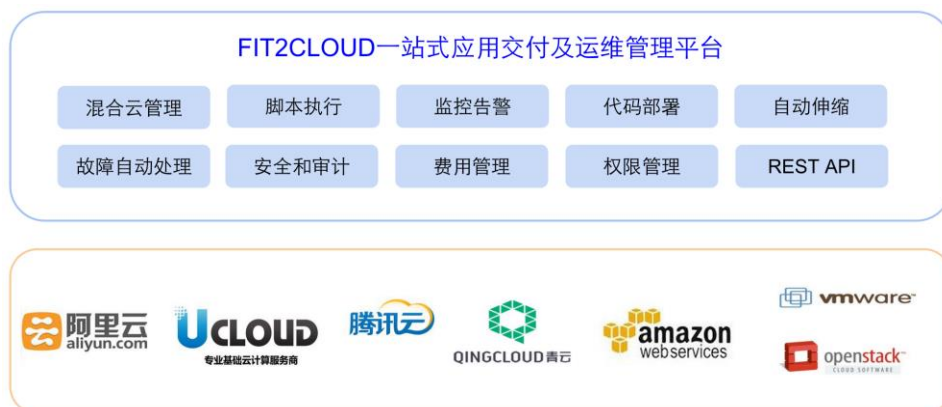 FIT2CLOUD一站式应用交付及运维管理平台
混合云管理 脚本执行 监控告警 代码部署 自动伸缩
故障自动处理 安全和审计 费用管理 权限管理 REST API
阿里云
aliyun.com
UCLOUD
专业基础云计算服务商
腾讯云
QINGCLOUD青云
amazon
webservices
vmware™
openstack™
CLOUD SOFTWARE